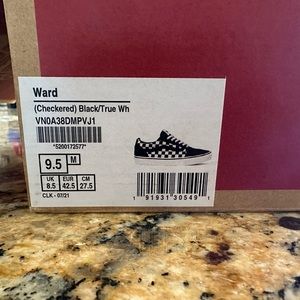 Ward
(Checkered) Black/True Wh
VN0A38DMPVJ1
*5200172577*
9.5 M
UK EUR CM
8.5 42.5 27.5
CLK - 07/21
1 91931 30549 1